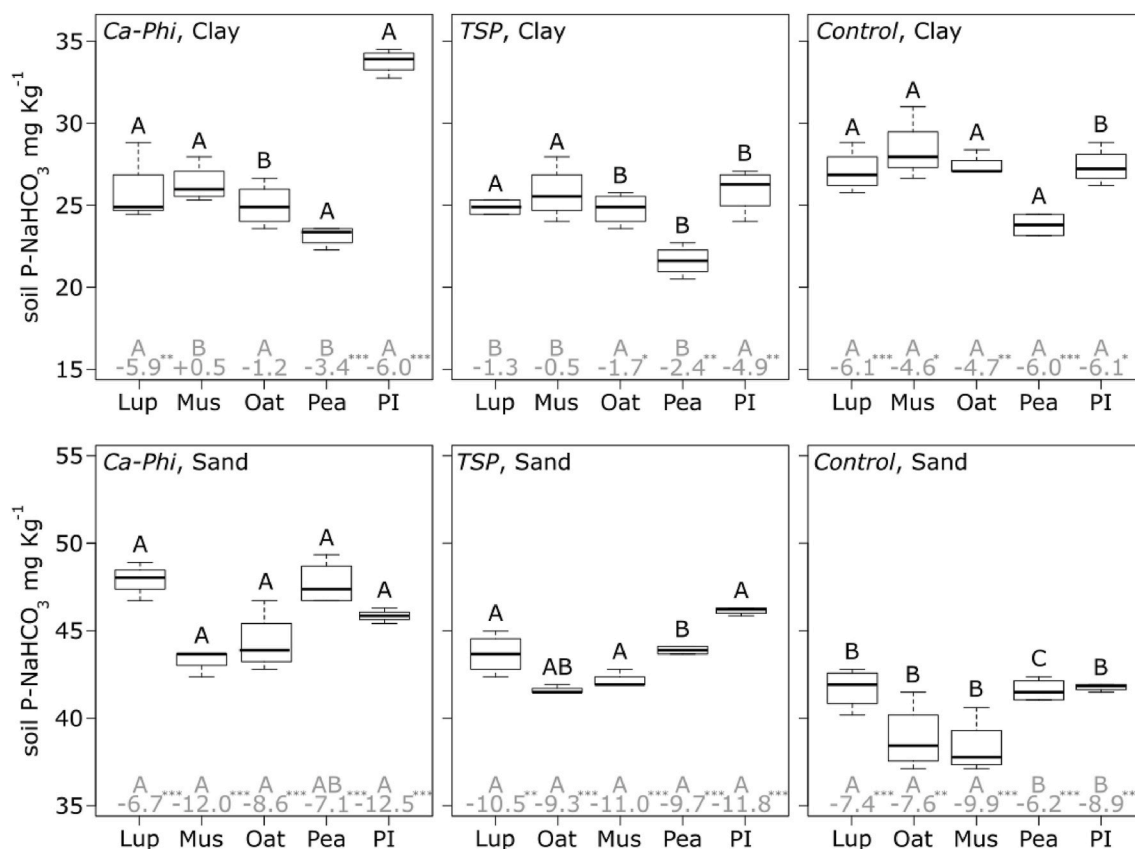 Ca-Phi, Clay
TSP, Clay
Control, Clay
soil P-NaHCO3 mg Kg-1
35
30
25
20
15
A A B A A
A A B B B
A A A A B
A B A B A
-5.9** +0.5 -1.2 -3.4*** -6.0***
B B A B A
-1.3 -0.5 -1.7* -2.4** -4.9**
A A A A A
-6.1*** -4.6* -4.7** -6.0*** -6.1*
Lup Mus Oat Pea PI
Lup Mus Oat Pea PI
Lup Mus Oat Pea PI
Ca-Phi, Sand
TSP, Sand
Control, Sand
soil P-NaHCO3 mg Kg-1
55
50
45
40
35
A A A A A
A AB A B A
B B B C B
A A A AB A
-6.7*** -12.0*** -8.6*** -7.1*** -12.5***
A A A A A
-10.5** -9.3*** -11.0*** -9.7*** -11.8***
A A A B B
-7.4*** -7.6** -9.9*** -6.2*** -8.9**
Lup Mus Oat Pea PI
Lup Oat Mus Pea PI
Lup Oat Mus Pea PI